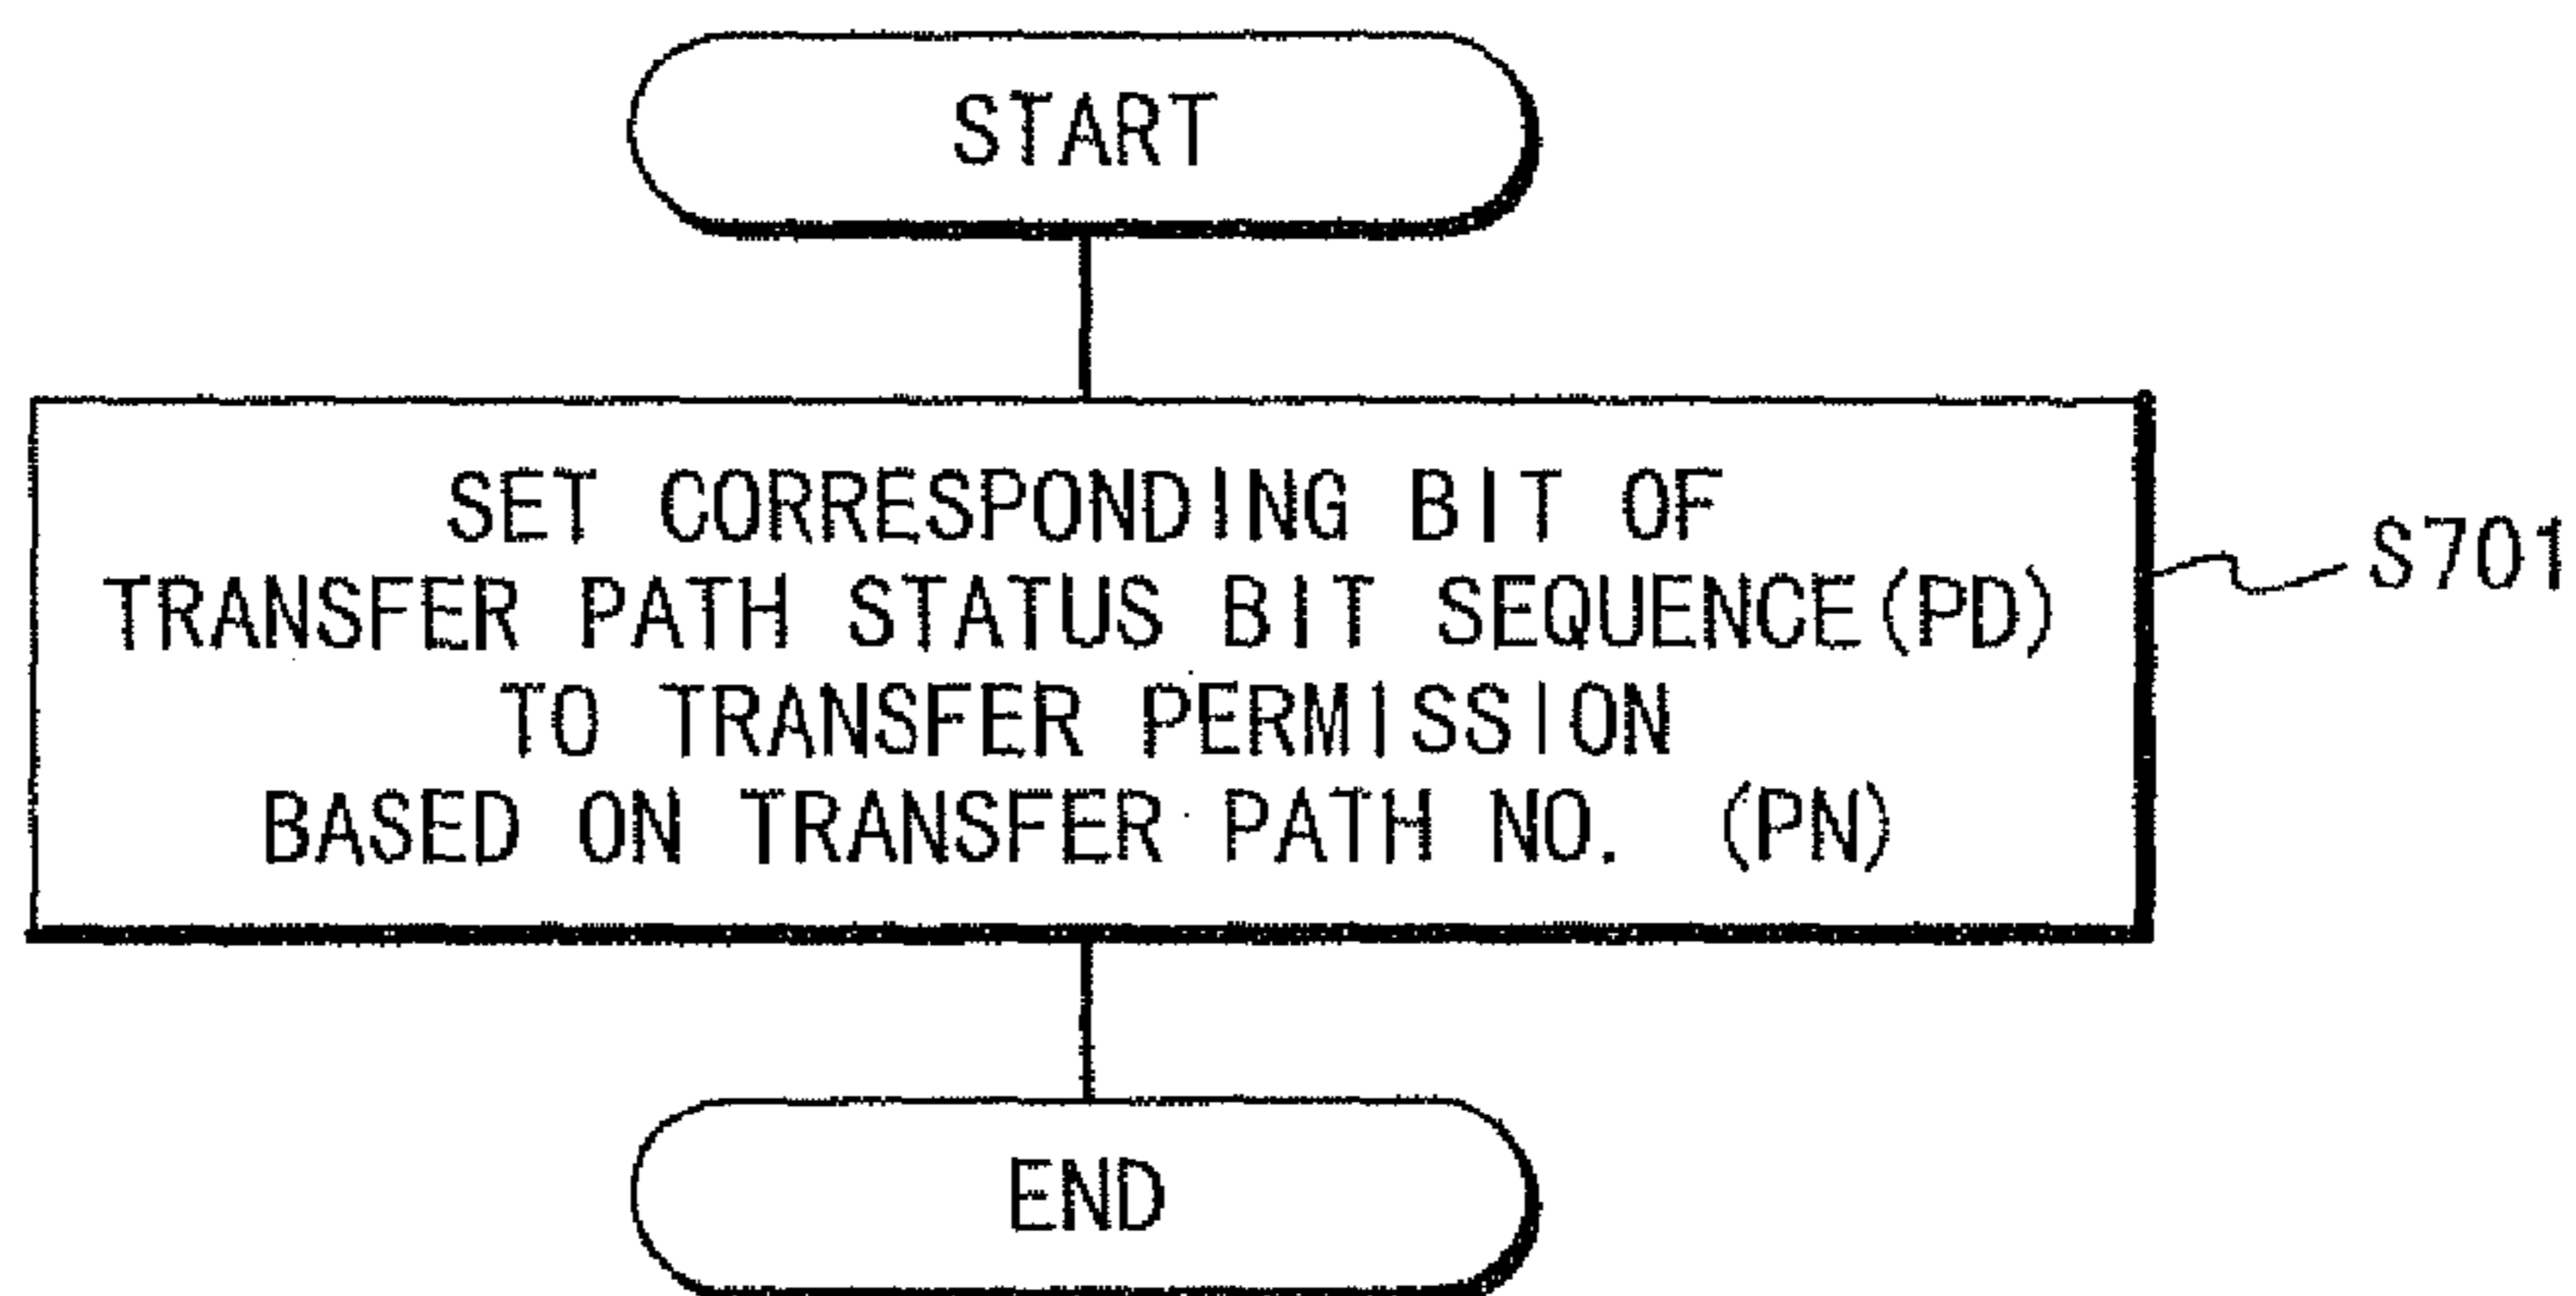 START
SET CORRESPONDING BIT OF
TRANSFER PATH STATUS BIT SEQUENCE(PD)
TO TRANSFER PERMISSION
BASED ON TRANSFER PATH NO. (PN)
S701
END